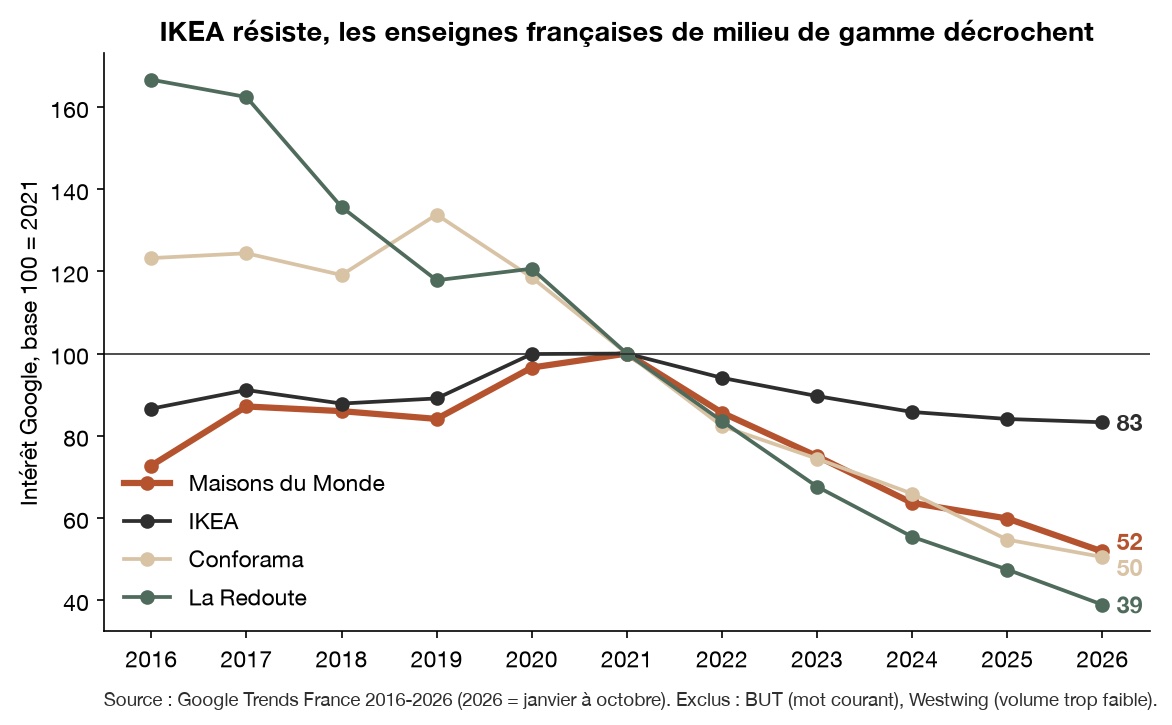 IKEA résiste, les enseignes françaises de milieu de gamme décrochent
Intérêt Google, base 100 = 2021
160
140
120
100
80
60
40
Maisons du Monde
IKEA
Conforama
La Redoute
83
52
50
39
2016 2017 2018 2019 2020 2021 2022 2023 2024 2025 2026
Source : Google Trends France 2016-2026 (2026 = janvier à octobre). Exclus : BUT (mot courant), Westwing (volume trop faible).